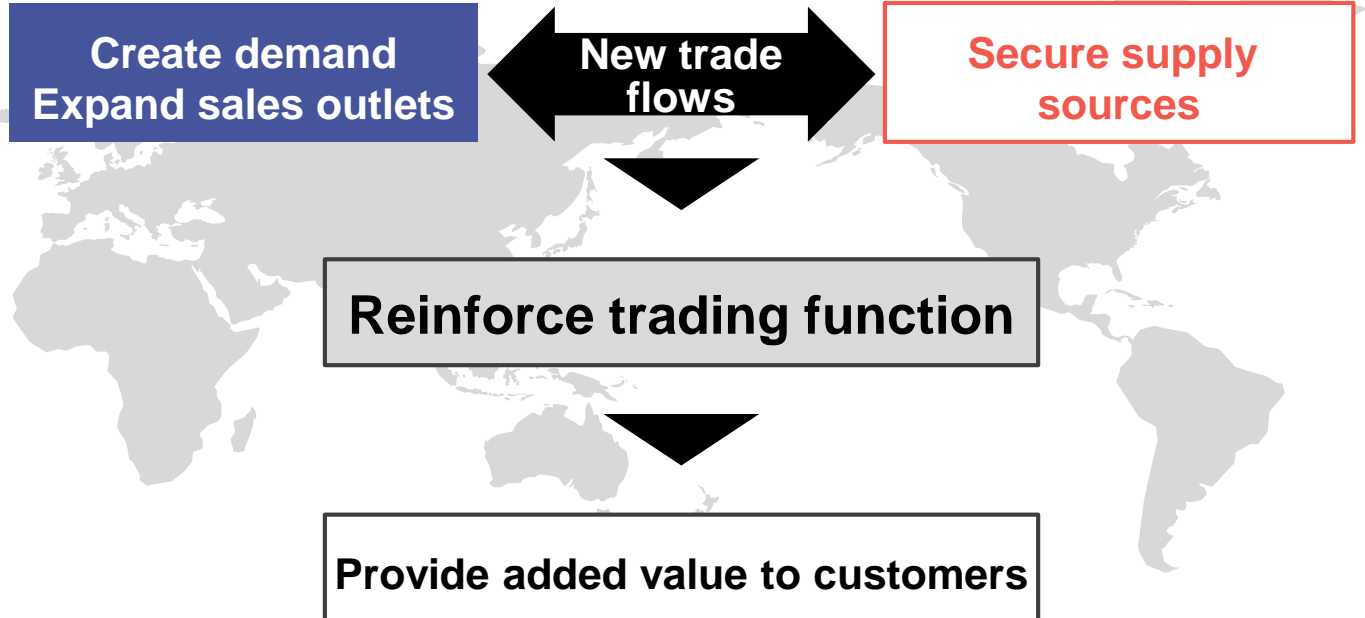 Create demand
Expand sales outlets
New trade
flows
Secure supply
sources
Reinforce trading function
Provide added value to customers